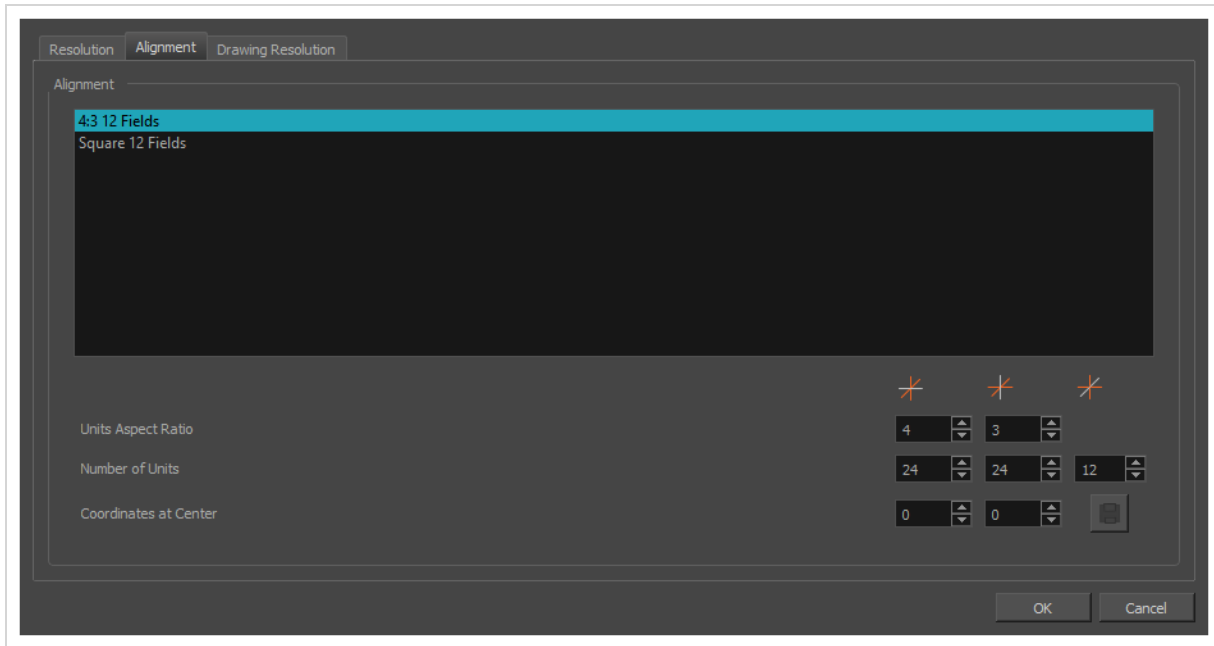 Resolution Alignment Drawing Resolution
Alignment
4:3 12 Fields
Square 12 Fields
Units Aspect Ratio 4 3
Number of Units 24 24 12
Coordinates at Center 0 0
OK Cancel